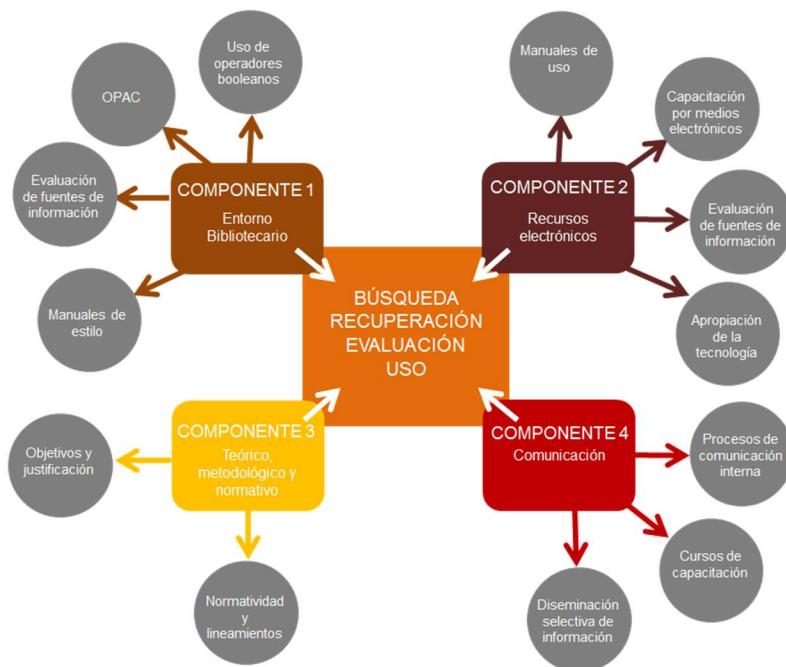 Uso de
operadores
booleanos
OPAC
Evaluación
de fuentes de
información
Manuales de
estilo
COMPONENTE 1
Entorno
Bibliotecario
Manuales de
uso
Capacitación
por medios
electrónicos
Evaluación
de fuentes de
información
Apropiación
de la
tecnología
COMPONENTE 2
Recursos
electrónicos
BÚSQUEDA
RECUPERACIÓN
EVALUACIÓN
USO
COMPONENTE 3
Teórico,
metodológico y
normativo
Objetivos y
justificación
Normatividad
y
lineamientos
COMPONENTE 4
Comunicación
Procesos de
comunicación
interna
Cursos de
capacitación
Diseminación
selectiva de
información